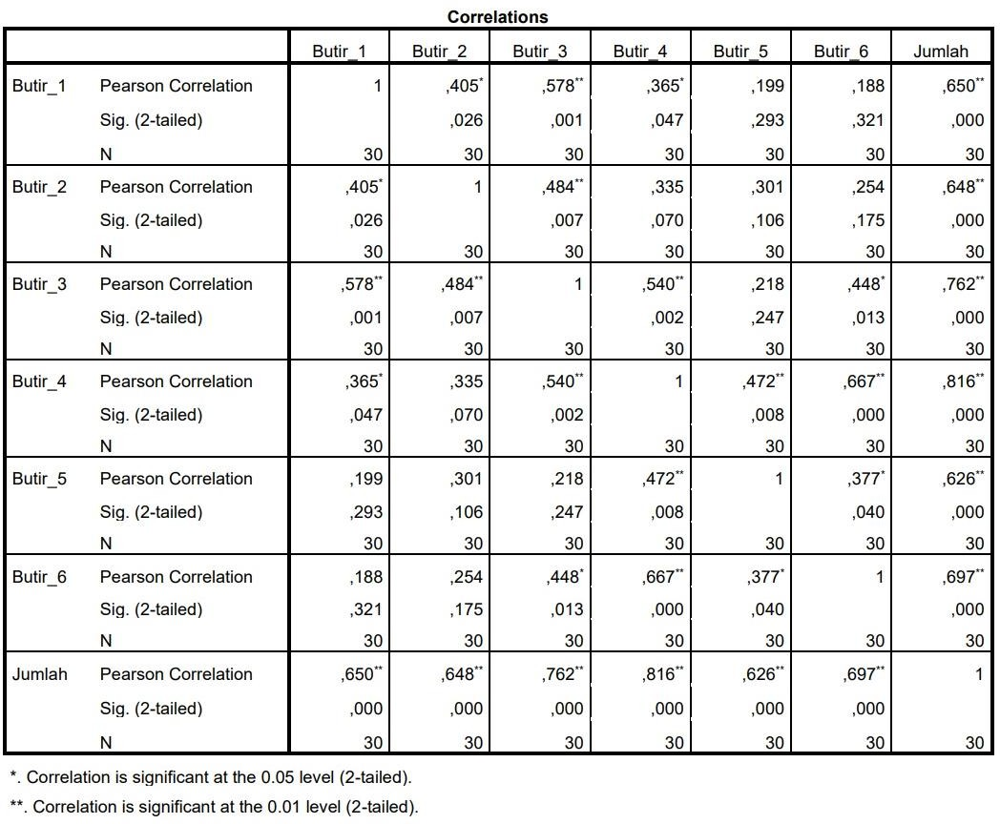 Correlations
Butir_1 Butir_2 Butir_3 Butir_4 Butir_5 Butir_6 Jumlah
Butir_1 Pearson Correlation 1 ,405* ,578** ,365* ,199 ,188 ,650**
Sig. (2-tailed) ,026 ,001 ,047 ,293 ,321 ,000
N 30 30 30 30 30 30 30
Butir_2 Pearson Correlation ,405* 1 ,484** ,335 ,301 ,254 ,648**
Sig. (2-tailed) ,026 ,007 ,070 ,106 ,175 ,000
N 30 30 30 30 30 30 30
Butir_3 Pearson Correlation ,578** ,484** 1 ,540** ,218 ,448* ,762**
Sig. (2-tailed) ,001 ,007 ,002 ,247 ,013 ,000
N 30 30 30 30 30 30 30
Butir_4 Pearson Correlation ,365* ,335 ,540** 1 ,472** ,667** ,816**
Sig. (2-tailed) ,047 ,070 ,002 ,008 ,000 ,000
N 30 30 30 30 30 30 30
Butir_5 Pearson Correlation ,199 ,301 ,218 ,472** 1 ,377* ,626**
Sig. (2-tailed) ,293 ,106 ,247 ,008 ,040 ,000
N 30 30 30 30 30 30 30
Butir_6 Pearson Correlation ,188 ,254 ,448* ,667** ,377* 1 ,697**
Sig. (2-tailed) ,321 ,175 ,013 ,000 ,040 ,000
N 30 30 30 30 30 30 30
Jumlah Pearson Correlation ,650** ,648** ,762** ,816** ,626** ,697** 1
Sig. (2-tailed) ,000 ,000 ,000 ,000 ,000 ,000
N 30 30 30 30 30 30 30
*. Correlation is significant at the 0.05 level (2-tailed).
**. Correlation is significant at the 0.01 level (2-tailed).